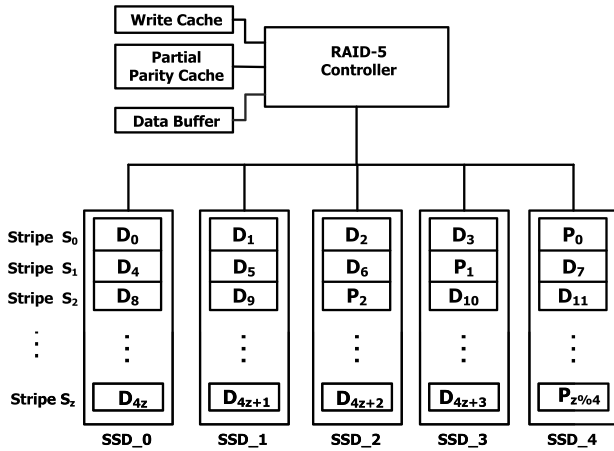 Write Cache
Partial
Parity Cache
Data Buffer
RAID-5
Controller
Stripe S₀ D₀ D₁ D₂ D₃ P₀
Stripe S₁ D₄ D₅ D₆ P₁ D₇
Stripe S₂ D₈ D₉ P₂ D₁₀ D₁₁
Stripe Sz D4z D4z+1 D4z+2 D4z+3 Pz%4
SSD_0 SSD_1 SSD_2 SSD_3 SSD_4